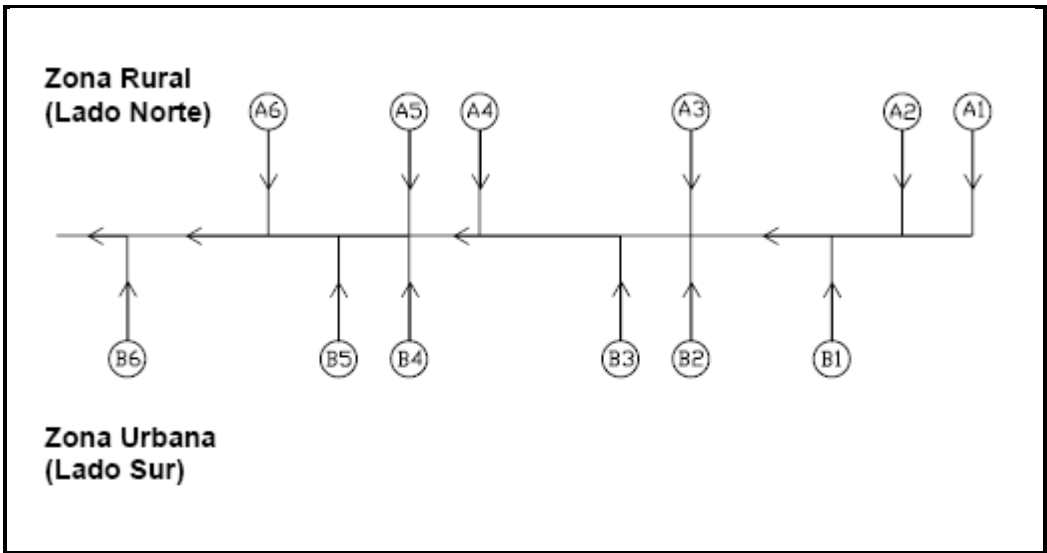 Zona Rural
(Lado Norte)
A6 A5 A4 A3 A2 A1
B6 B5 B4 B3 B2 B1
Zona Urbana
(Lado Sur)